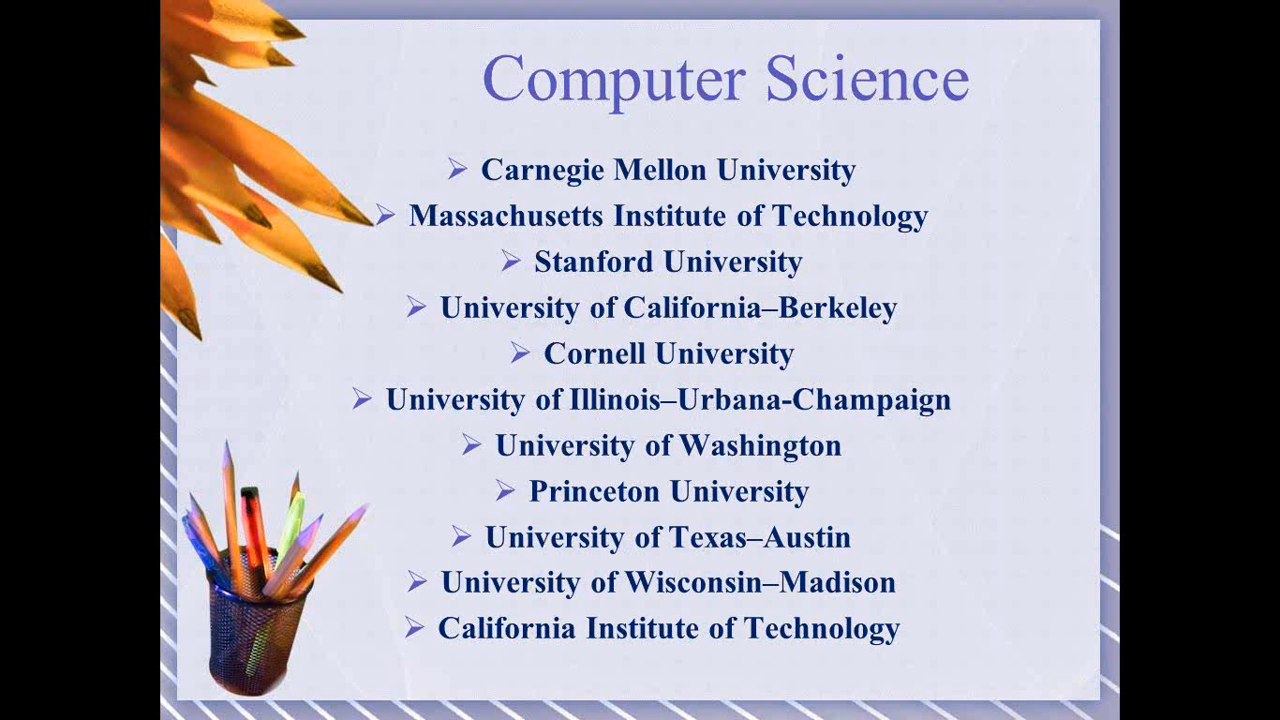 Computer Science
Carnegie Mellon University
Massachusetts Institute of Technology
Stanford University
University of California–Berkeley
Cornell University
University of Illinois–Urbana-Champaign
University of Washington
Princeton University
University of Texas–Austin
University of Wisconsin–Madison
California Institute of Technology